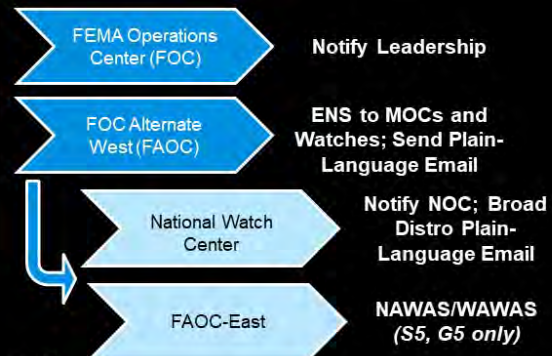 FEMA Operations
Center (FOC)
Notify Leadership
FOC Alternate
West (FAOC)
ENS to MOCs and
Watches; Send Plain-
Language Email
National Watch
Center
Notify NOC; Broad
Distro Plain-
Language Email
FAOC-East
NAWAS/WAWAS
(S5, G5 only)